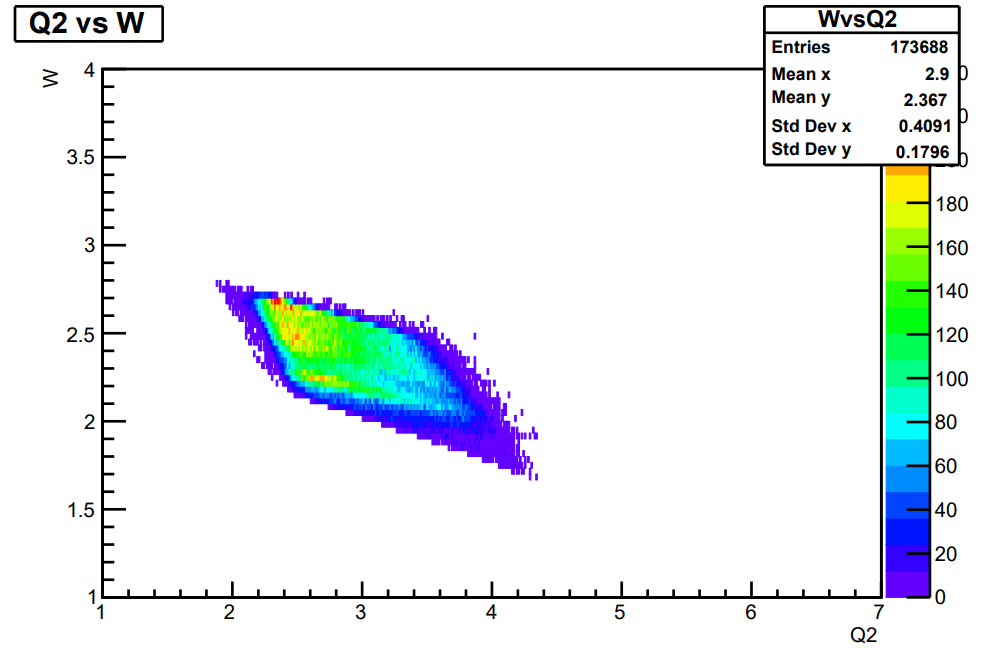 Q2 vs W
WvsQ2
Entries 173688
Mean x 2.9
Mean y 2.367
Std Dev x 0.4091
Std Dev y 0.1796
W
4
3.5
3
2.5
2
1.5
1
1 2 3 4 5 6 7
Q2
180
160
140
120
100
80
60
40
20
0